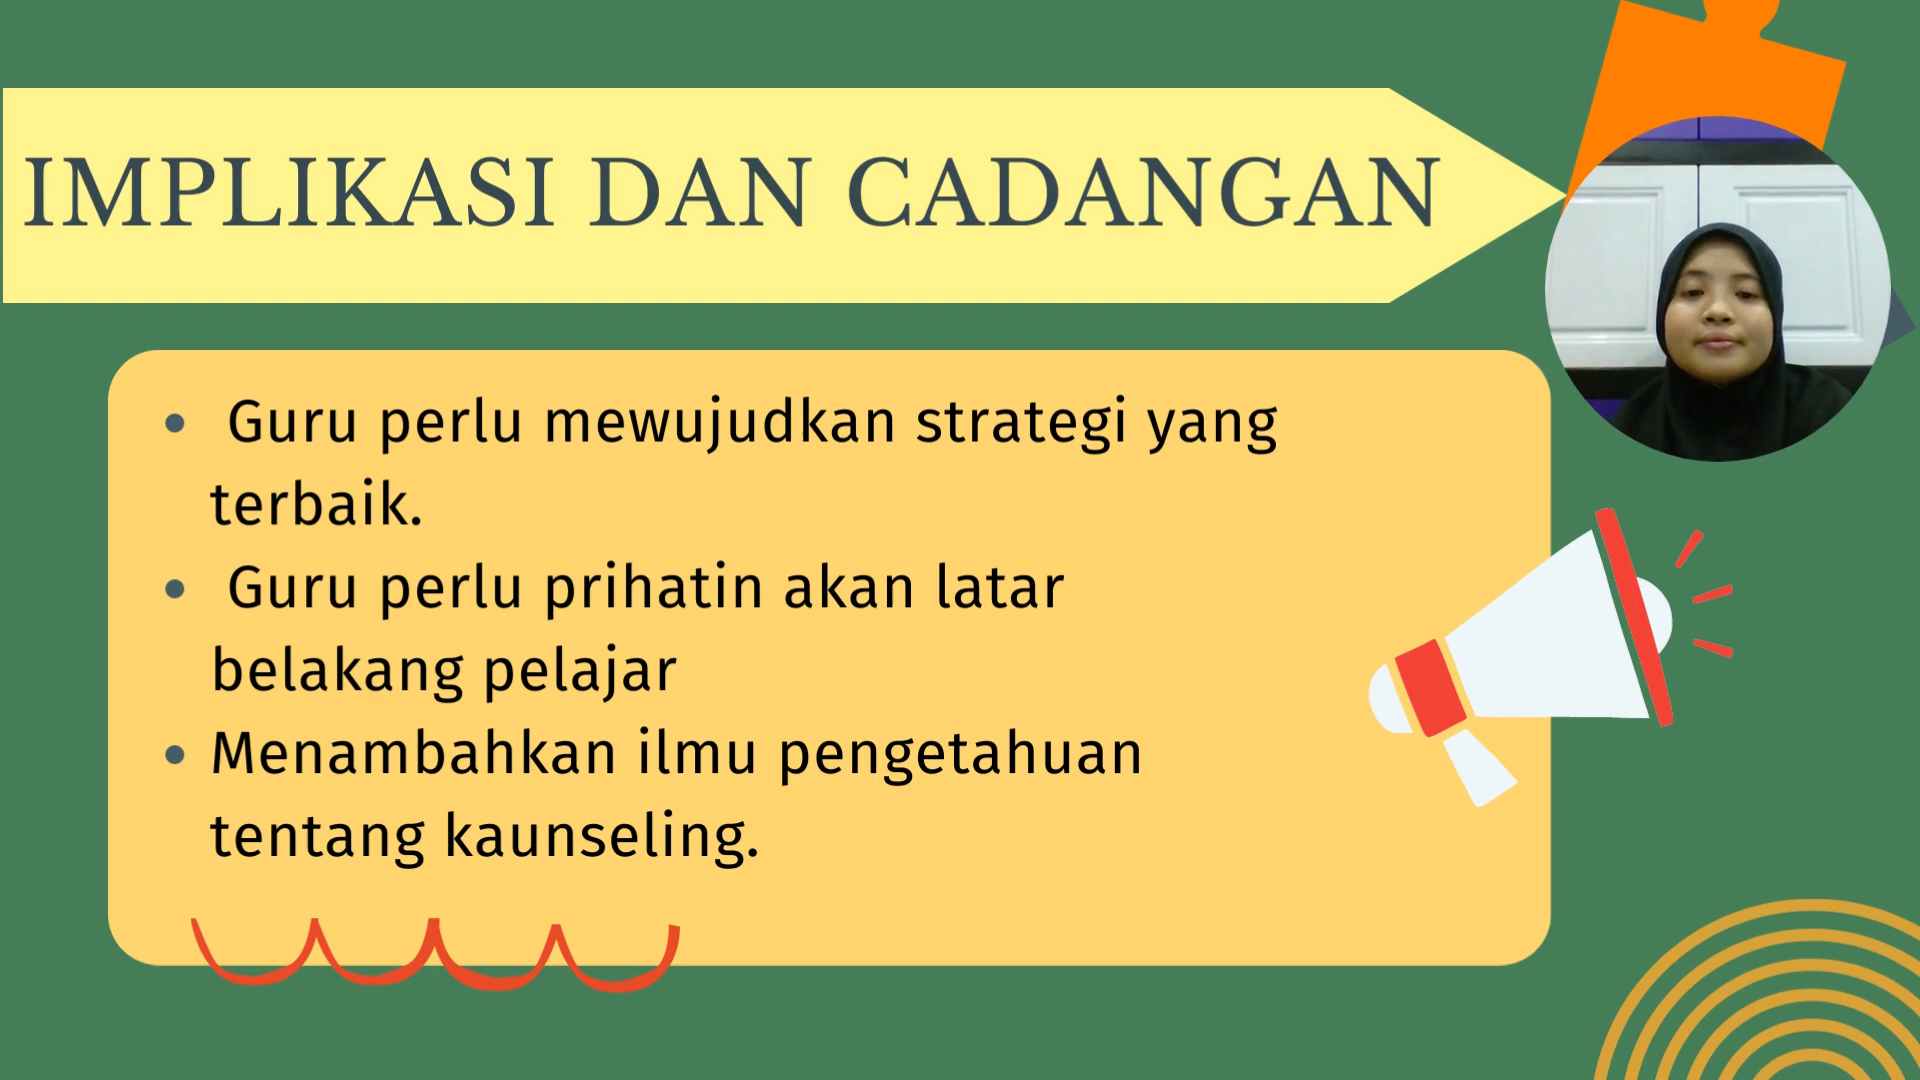 IMPLIKASI DAN CADANGAN
Guru perlu mewujudkan strategi yang
terbaik.
Guru perlu prihatin akan latar
belakang pelajar
Menambahkan ilmu pengetahuan
tentang kaunseling.